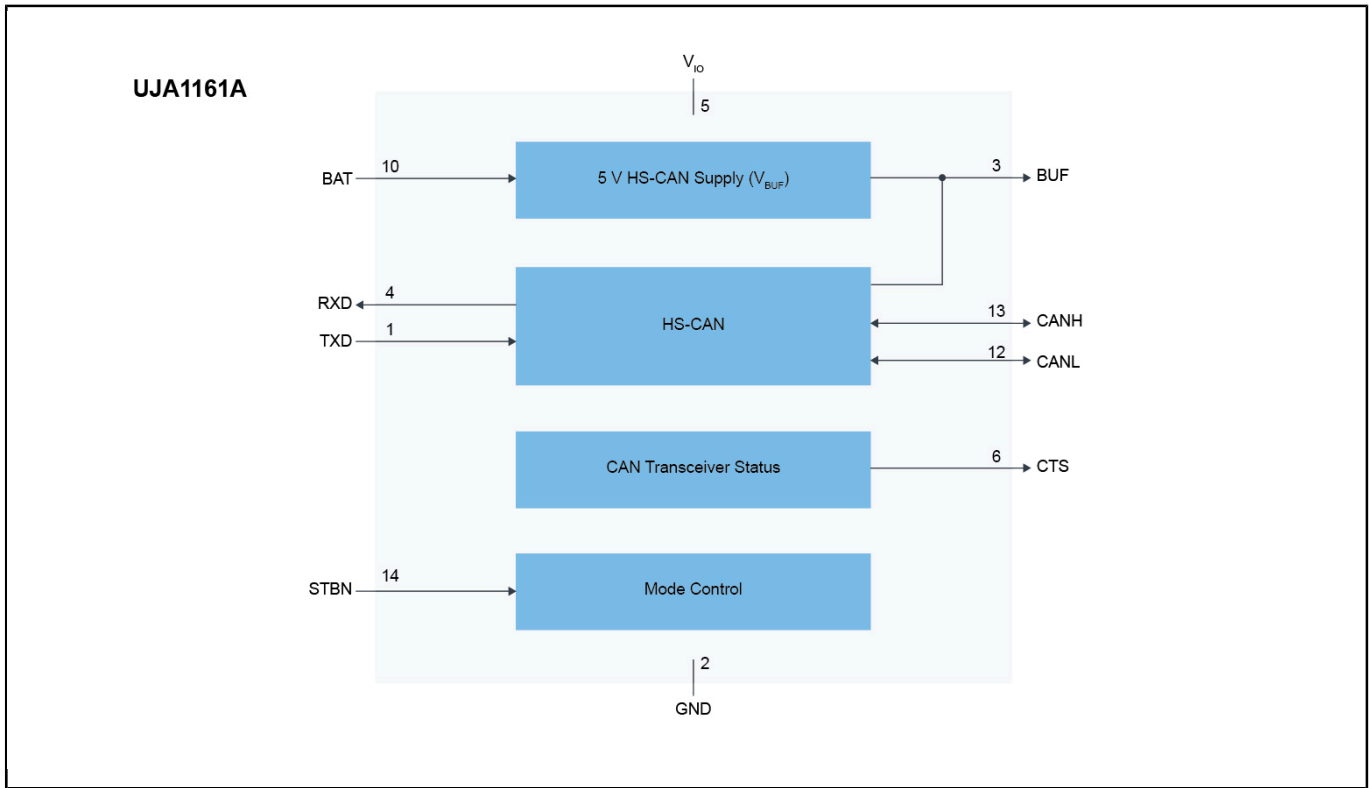 UJA1161A
VIO
5
BAT
10
5 V HS-CAN Supply (VBUF)
3
BUF
RXD
4
TXD
1
HS-CAN
13
CANH
12
CANL
CAN Transceiver Status
6
CTS
STBN
14
Mode Control
2
GND